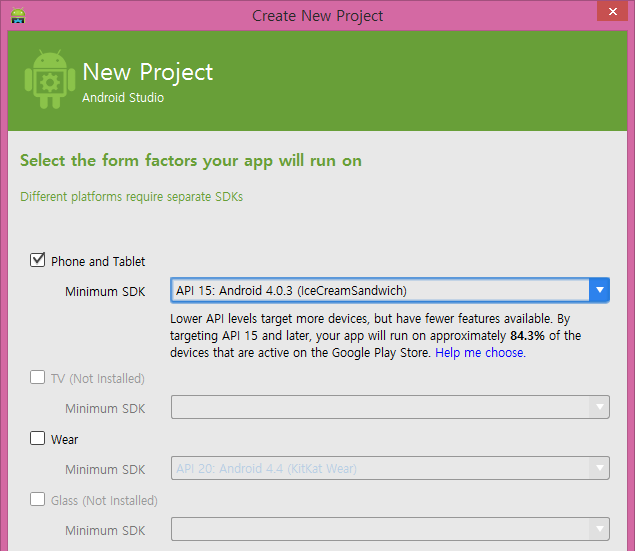 Create New Project
New Project
Android Studio
Select the form factors your app will run on
Different platforms require separate SDKs
Phone and Tablet
Minimum SDK API 15: Android 4.0.3 (IceCreamSandwich)
Lower API levels target more devices, but have fewer features available. By
targeting API 15 and later, your app will run on approximately 84.3% of the
devices that are active on the Google Play Store. Help me choose.
TV (Not Installed)
Minimum SDK
Wear
Minimum SDK API 20: Android 4.4 (KitKat Wear)
Glass (Not Installed)
Minimum SDK